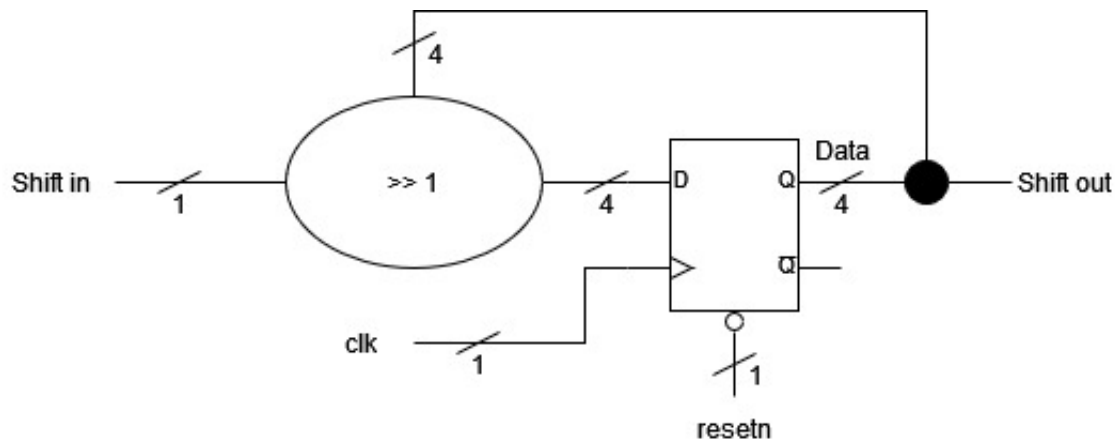 4
Data
Shift in
>> 1
D
Q
Shift out
1
4
4
Q̅
clk
1
1
resetn